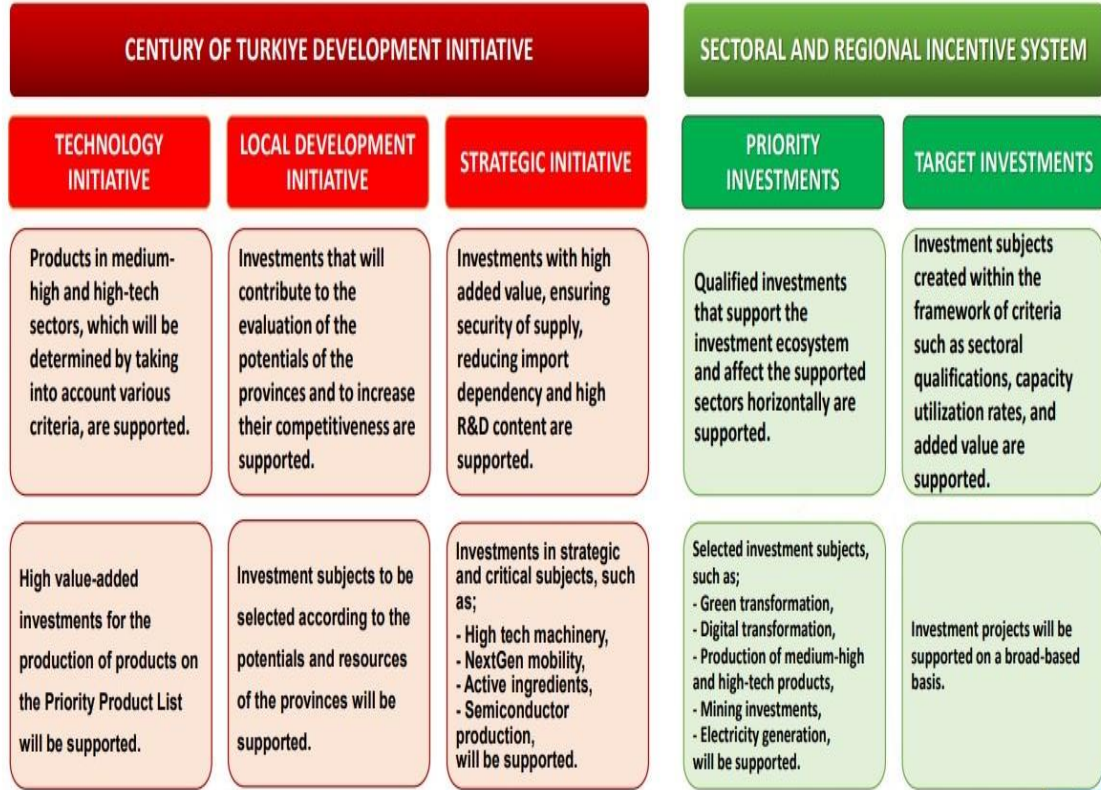 CENTURY OF TURKIYE DEVELOPMENT INITIATIVE
SECTORAL AND REGIONAL INCENTIVE SYSTEM
TECHNOLOGY
INITIATIVE
LOCAL DEVELOPMENT
INITIATIVE
STRATEGIC INITIATIVE
PRIORITY
INVESTMENTS
TARGET INVESTMENTS
Products in medium-
high and high-tech
sectors, which will be
determined by taking
into account various
criteria, are supported.
Investments that will
contribute to the
evaluation of the
potentials of the
provinces and to increase
their competitiveness are
supported.
Investments with high
added value, ensuring
security of supply,
reducing import
dependency and high
R&D content are
supported.
Qualified investments
that support the
investment ecosystem
and affect the supported
sectors horizontally are
supported.
Investment subjects
created within the
framework of criteria
such as sectoral
qualifications, capacity
utilization rates, and
added value are
supported.
High value-added
investments for the
production of products on
the Priority Product List
will be supported.
Investment subjects to be
selected according to the
potentials and resources
of the provinces will be
supported.
Investments in strategic
and critical subjects, such
as;
- High tech machinery,
- NextGen mobility,
- Active ingredients,
- Semiconductor
production,
will be supported.
Selected investment subjects,
such as;
- Green transformation,
- Digital transformation,
- Production of medium-high
and high-tech products,
- Mining investments,
- Electricity generation,
will be supported.
Investment projects will be
supported on a broad-based
basis.